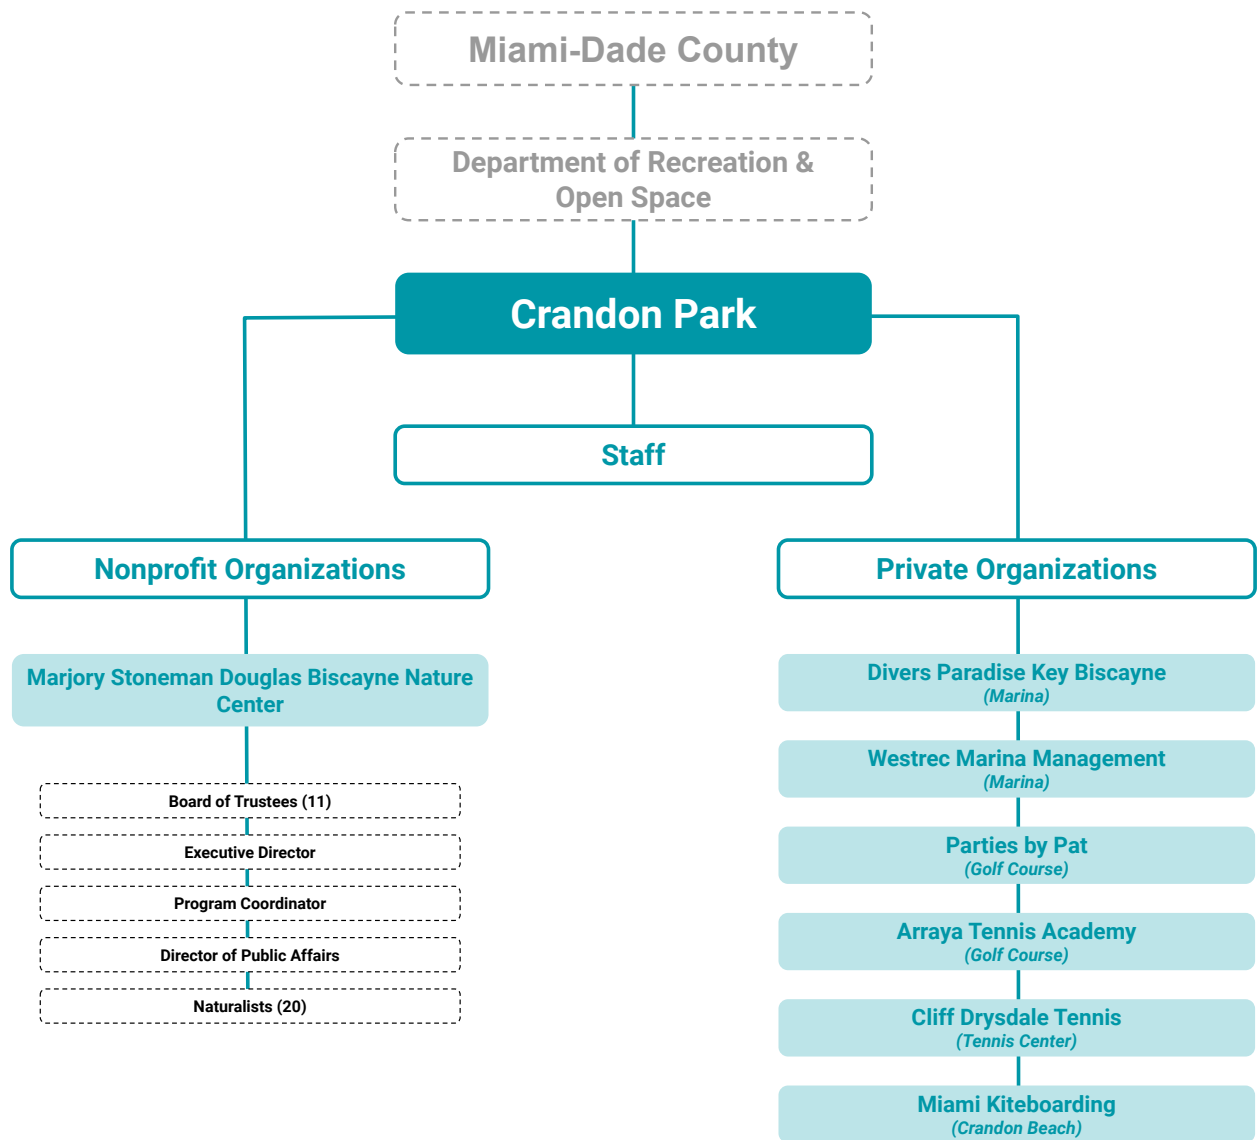 Miami-Dade County
Department of Recreation &
Open Space
Crandon Park
Staff
Nonprofit Organizations
Marjory Stoneman Douglas Biscayne Nature
Center
Board of Trustees (11)
Executive Director
Program Coordinator
Director of Public Affairs
Naturalists (20)
Private Organizations
Divers Paradise Key Biscayne
(Marina)
Westrec Marina Management
(Marina)
Parties by Pat
(Golf Course)
Arraya Tennis Academy
(Golf Course)
Cliff Drysdale Tennis
(Tennis Center)
Miami Kiteboarding
(Crandon Beach)